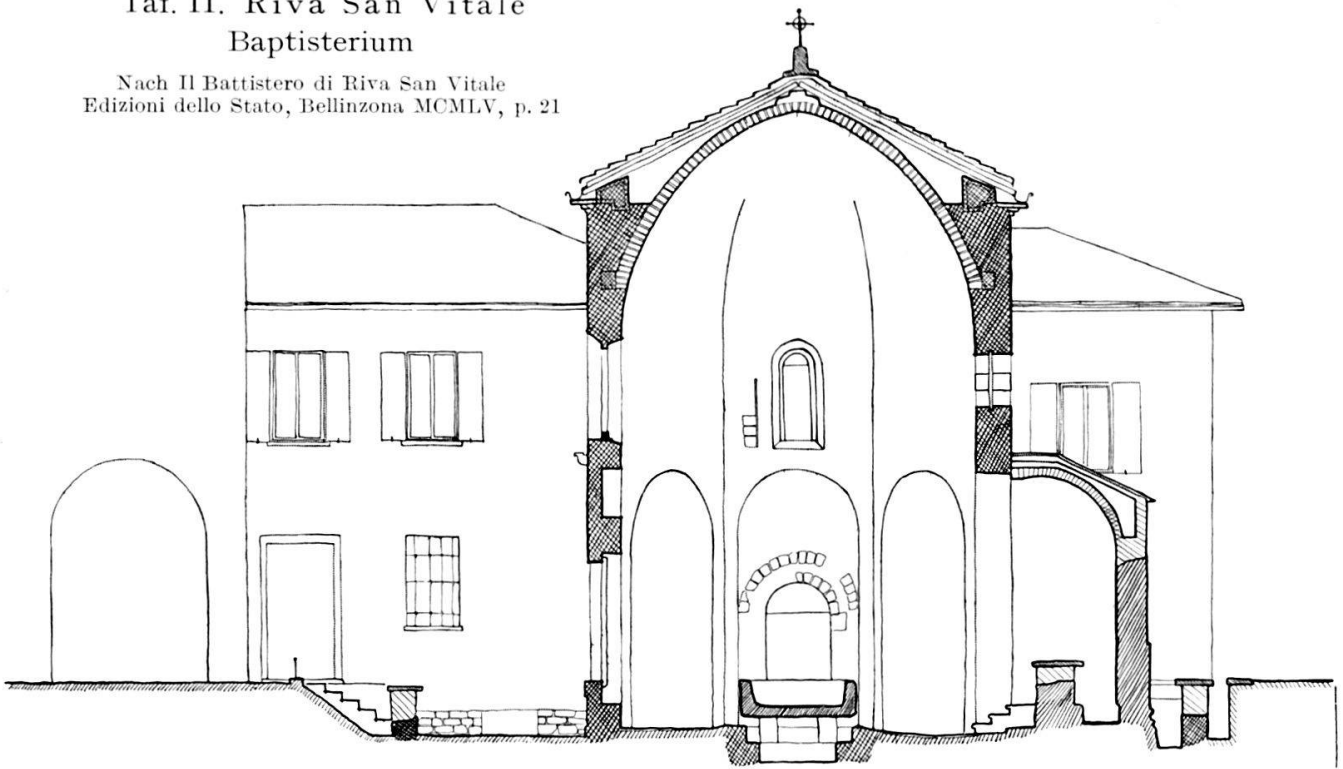 Taf. II. Riva San Vitale
Baptisterium
Nach Il Battistero di Riva San Vitale
Edizioni dello Stato, Bellinzona MCMLV, p. 21